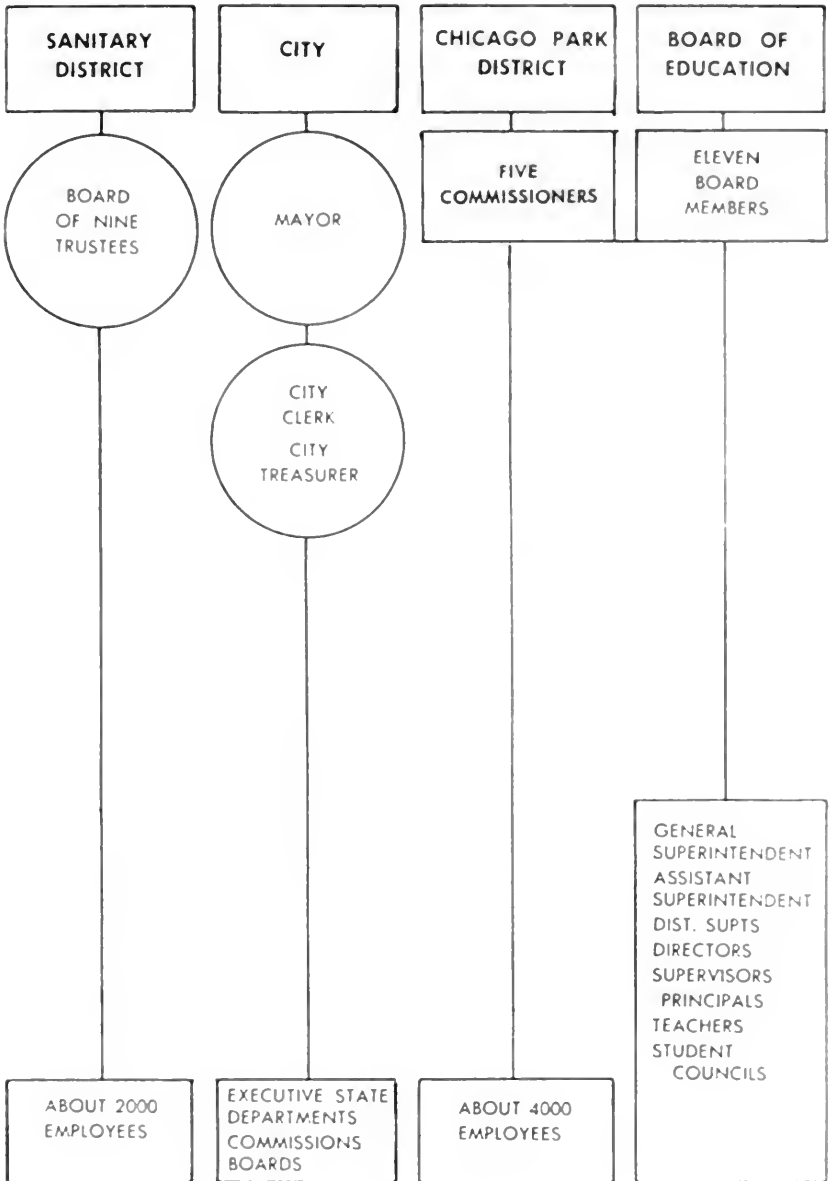 SANITARY
DISTRICT
BOARD
OF NINE
TRUSTEES
ABOUT 2000
EMPLOYEES
CITY
MAYOR
CITY
CLERK
CITY
TREASURER
EXECUTIVE STATE
DEPARTMENTS
COMMISSIONS
BOARDS
CHICAGO PARK
DISTRICT
FIVE
COMMISSIONERS
ABOUT 4000
EMPLOYEES
BOARD OF
EDUCATION
ELEVEN
BOARD
MEMBERS
GENERAL
SUPERINTENDENT
ASSISTANT
SUPERINTENDENT
DIST. SUPTS
DIRECTORS
SUPERVISORS
PRINCIPALS
TEACHERS
STUDENT
COUNCILS